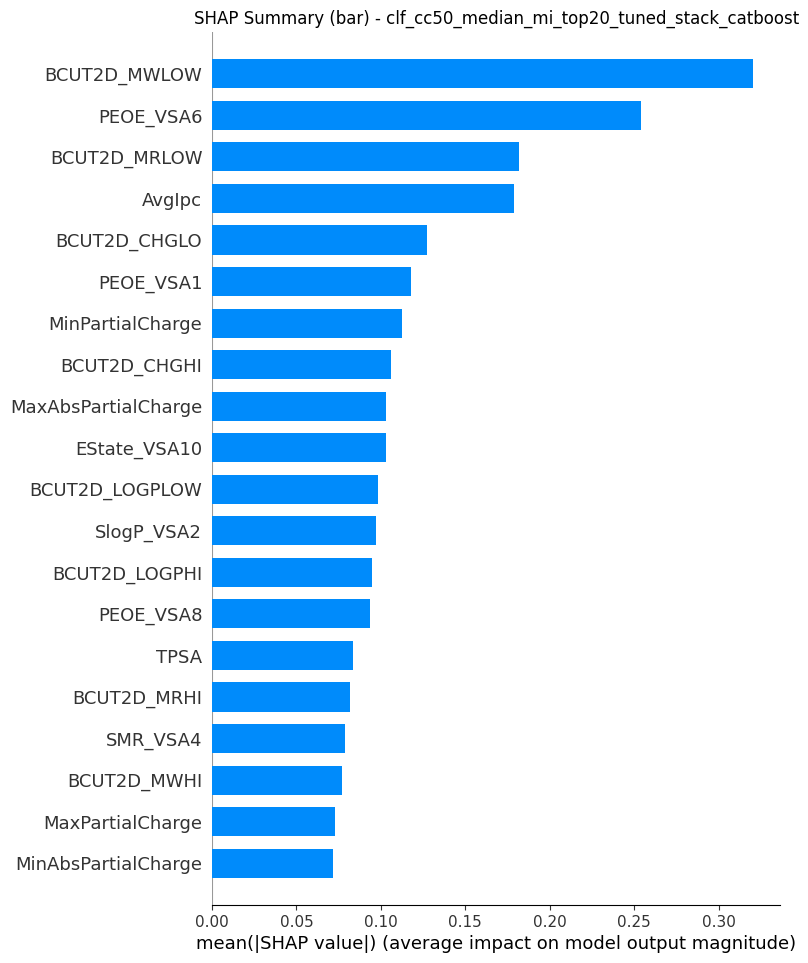 SHAP Summary (bar) - clf_cc50_median_mi_top20_tuned_stack_catboost
BCUT2D_MWLOW
PEOE_VSA6
BCUT2D_MRLOW
AvgIpc
BCUT2D_CHGLO
PEOE_VSA1
MinPartialCharge
BCUT2D_CHGHI
MaxAbsPartialCharge
EState_VSA10
BCUT2D_LOGPLOW
SlogP_VSA2
BCUT2D_LOGPHI
PEOE_VSA8
TPSA
BCUT2D_MRHI
SMR_VSA4
BCUT2D_MWHI
MaxPartialCharge
MinAbsPartialCharge
0.00 0.05 0.10 0.15 0.20 0.25 0.30
mean(|SHAP value|) (average impact on model output magnitude)